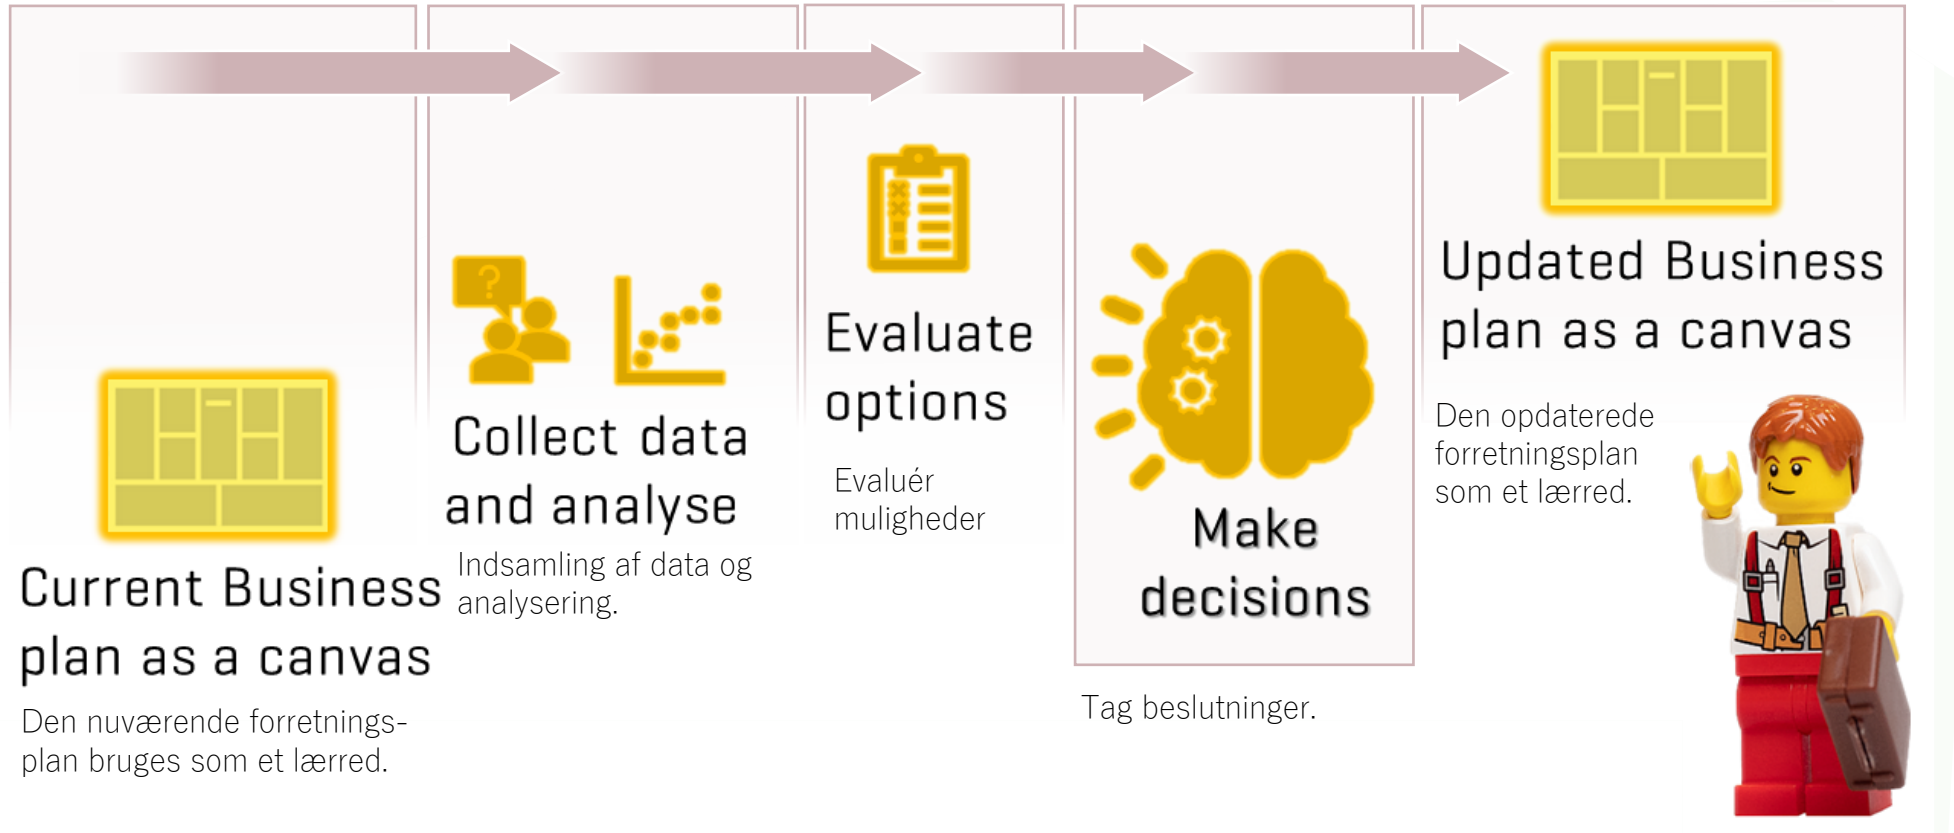 Current Business
plan as a canvas
Den nuværende forretnings-
plan bruges som et lærred.
?
Collect data
and analyse
Indsamling af data og
analysering.
Evaluate
options
Evaluér
muligheder
Make
decisions
Tag beslutninger.
Updated Business
plan as a canvas
Den opdaterede
forretningsplan
som et lærred.